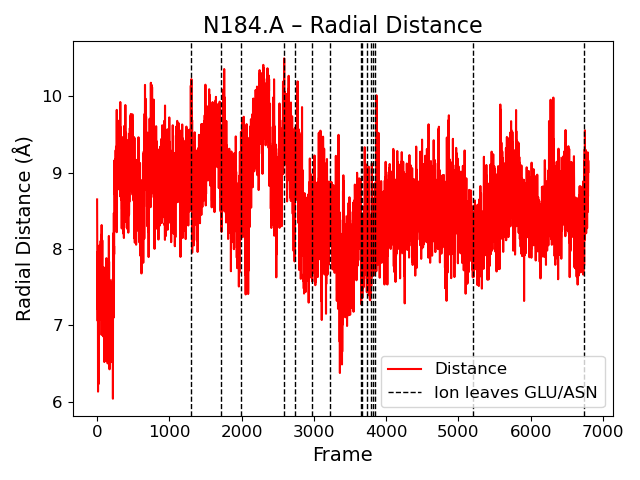 N184.A – Radial Distance
Radial Distance (Å)
10
9
8
7
6
Distance
Ion leaves GLU/ASN
0 1000 2000 3000 4000 5000 6000 7000
Frame